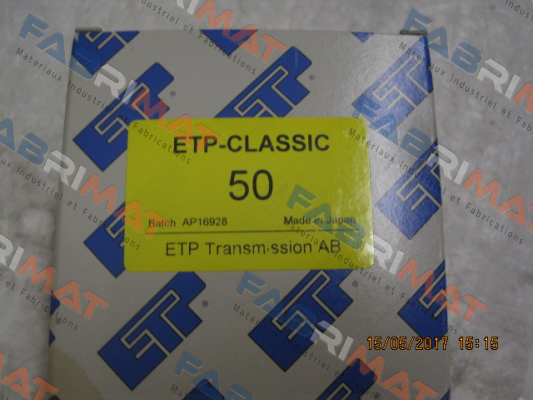 ETP-CLASSIC
50
Batch AP16928 Made in Japan
ETP Transmission AB
15/05/2017 15:15
FABRIMAT
Materiaux Industriel et Fabrications